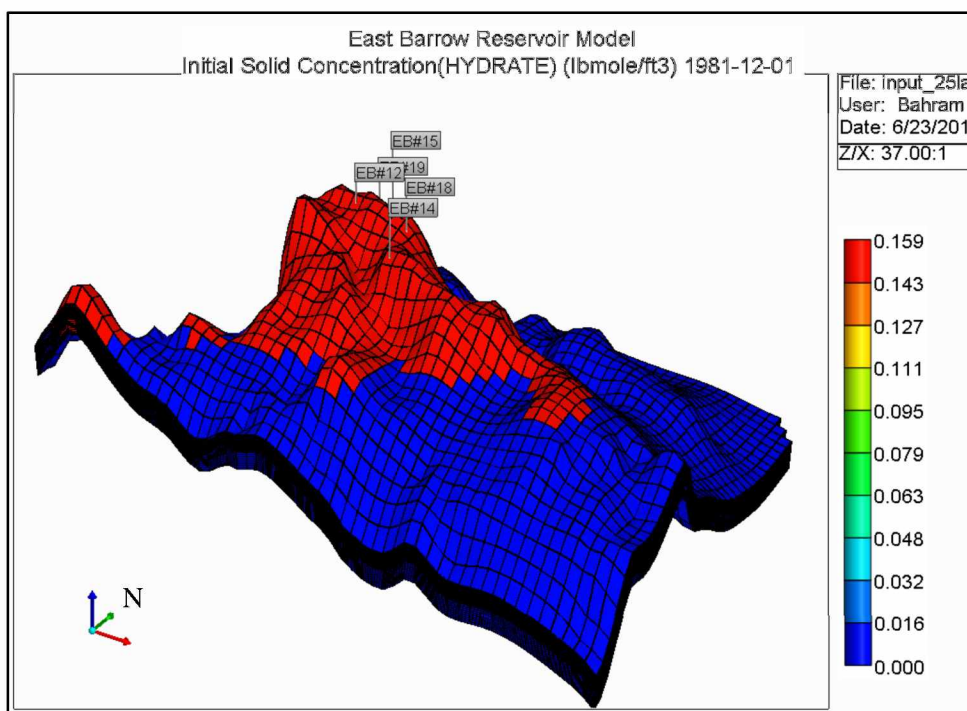 East Barrow Reservoir Model
Initial Solid Concentration(HYDRATE) (lbmole/ft3) 1981-12-01
File: input_25la
User: Bahram
Date: 6/23/201
Z/X: 37.00:1
EB#15
EB#19
EB#12
EB#18
EB#14
0.159
0.143
0.127
0.111
0.095
0.079
0.063
0.048
0.032
0.016
0.000
N